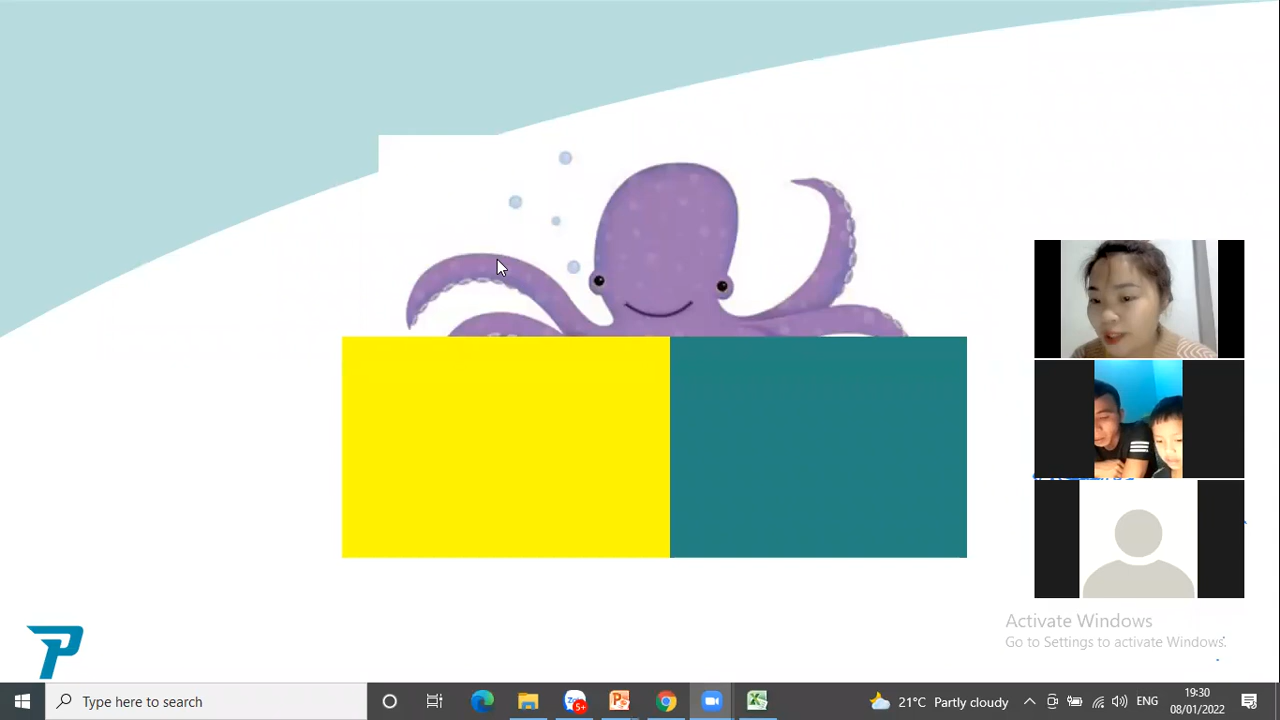 Activate Windows
Go to Settings to activate Windows.
Type here to search
5+
21°C Partly cloudy
ENG
19:30
08/01/2022